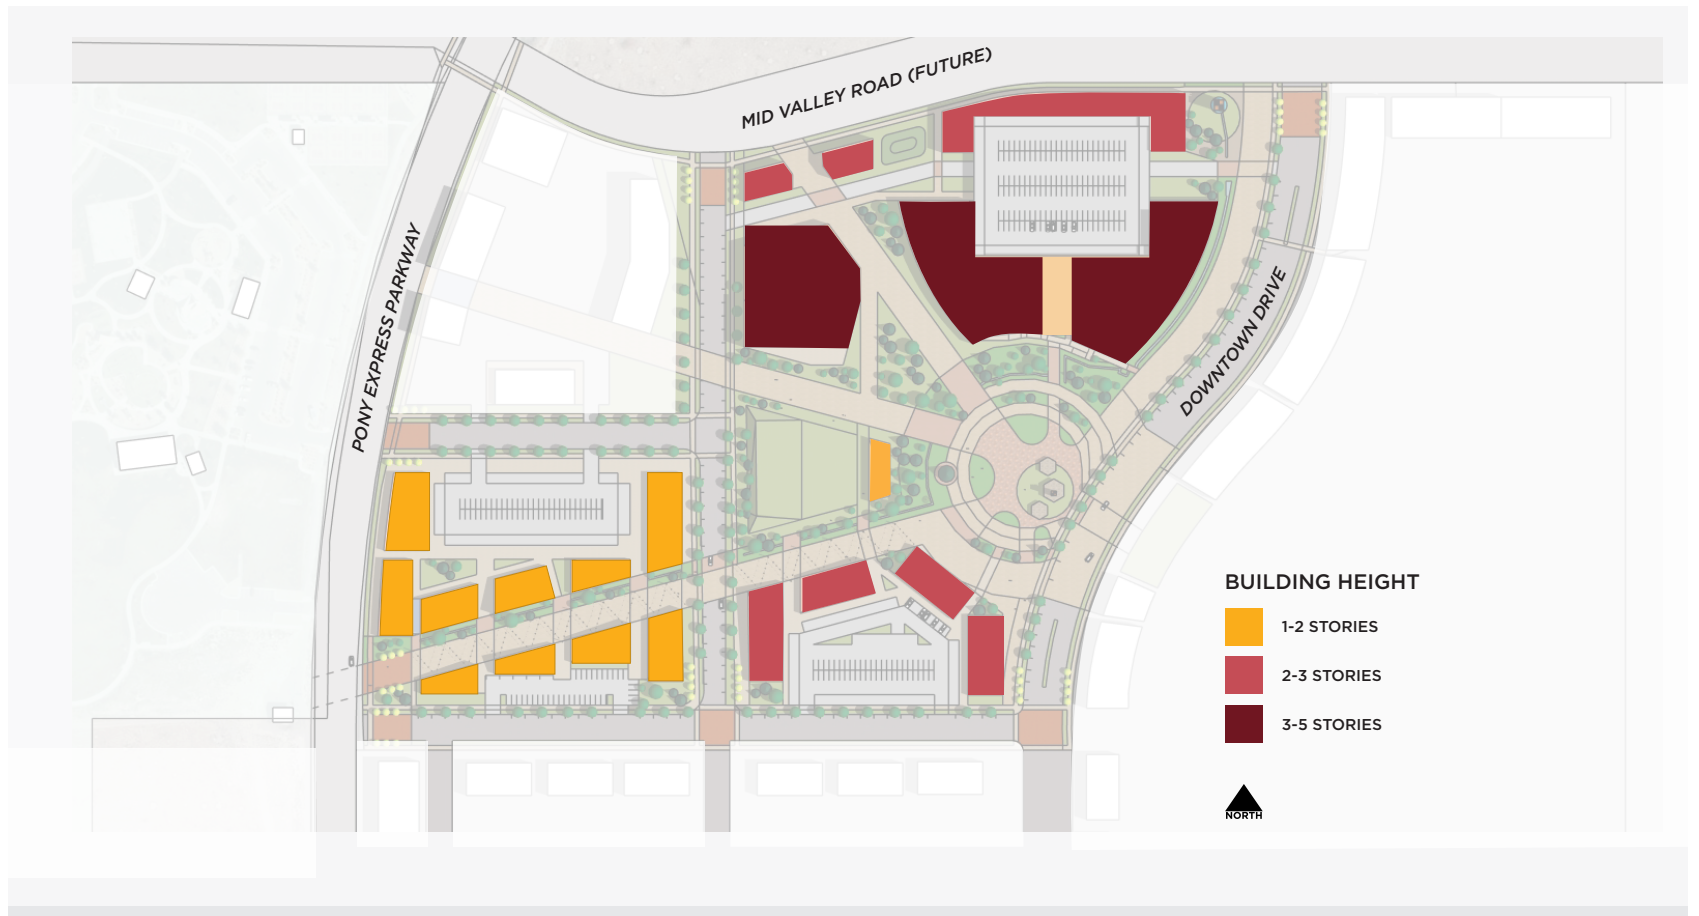 MID VALLEY ROAD (FUTURE)
PONY EXPRESS PARKWAY
DOWNTOWN DRIVE
BUILDING HEIGHT
1-2 STORIES
2-3 STORIES
3-5 STORIES
NORTH